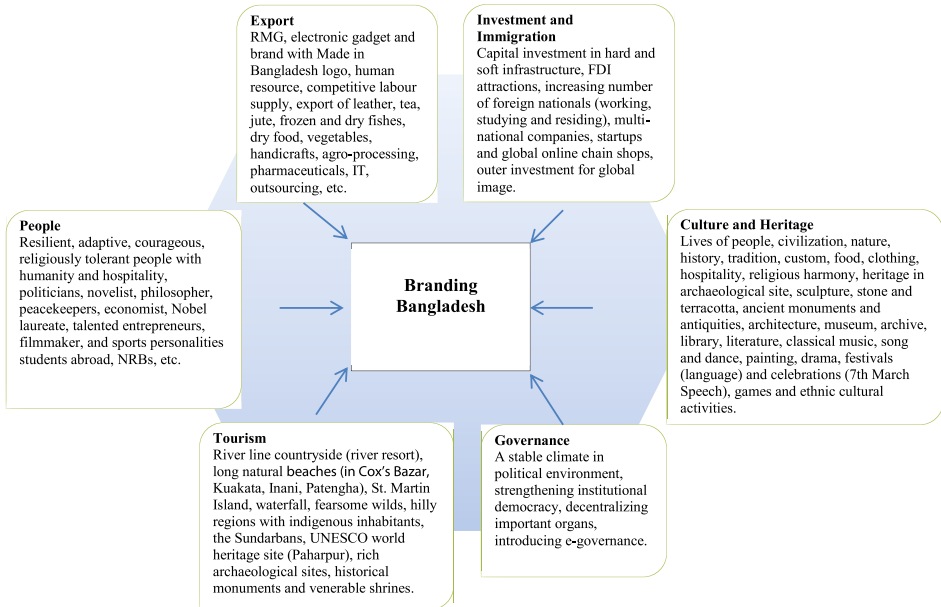 Export
RMG, electronic gadget and
brand with Made in
Bangladesh logo, human
resource, competitive labour
supply, export of leather, tea,
jute, frozen and dry fishes,
dry food, vegetables,
handicrafts, agro-processing,
pharmaceuticals, IT,
outsourcing, etc.
Investment and
Immigration
Capital investment in hard and
soft infrastructure, FDI
attractions, increasing number
of foreign nationals (working,
studying and residing), multi-
national companies, startups
and global online chain shops,
outer investment for global
image.
People
Resilient, adaptive, courageous,
religiously tolerant people with
humanity and hospitality,
politicians, novelist, philosopher,
peacekeepers, economist, Nobel
laureate, talented entrepreneurs,
filmmaker, and sports personalities
students abroad, NRBs, etc.
Branding
Bangladesh
Culture and Heritage
Lives of people, civilization, nature,
history, tradition, custom, food, clothing,
hospitality, religious harmony, heritage in
archaeological site, sculpture, stone and
terracotta, ancient monuments and
antiquities, architecture, museum, archive,
library, literature, classical music, song
and dance, painting, drama, festivals
(language) and celebrations (7th March
Speech), games and ethnic cultural
activities.
Tourism
River line countryside (river resort),
long natural beaches (in Cox's Bazar,
Kuakata, Inani, Patengha), St. Martin
Island, waterfall, fearsome wilds, hilly
regions with indigenous inhabitants,
the Sundarbans, UNESCO world
heritage site (Paharpur), rich
archaeological sites, historical
monuments and venerable shrines.
Governance
A stable climate in
political environment,
strengthening institutional
democracy, decentralizing
important organs,
introducing e-governance.